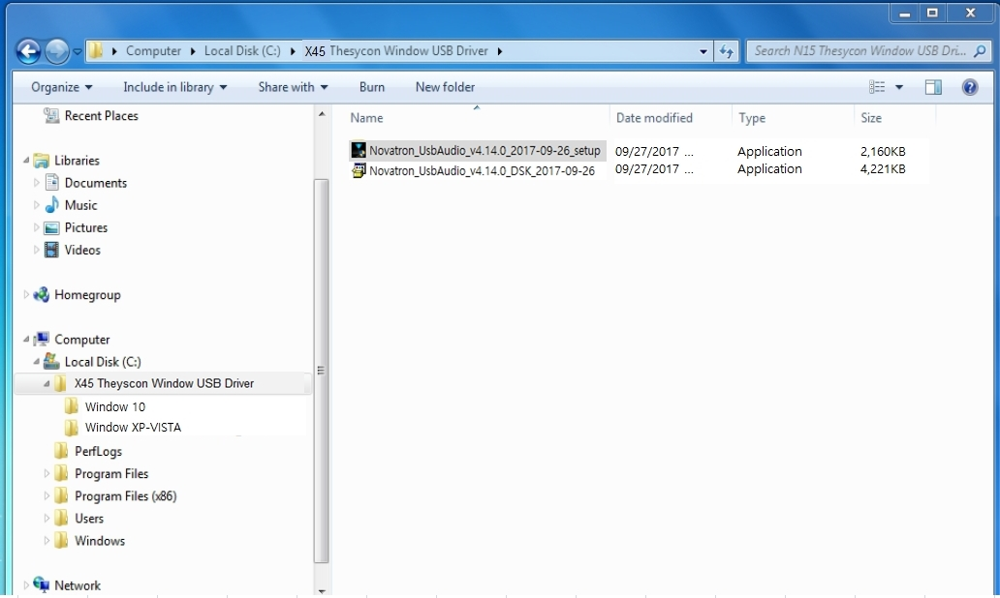 Computer Local Disk (C:) X45 Thesycon Window USB Driver Search N15 Thesycon Window USB Dri...
Organize Include in library Share with Burn New folder
Recent Places
Libraries
Documents
Music
Pictures
Videos
Homegroup
Computer
Local Disk (C:)
X45 Theyscon Window USB Driver
Window 10
Window XP-VISTA
PerfLogs
Program Files
Program Files (x86)
Users
Windows
Network
Name Date modified Type Size
Novatron_UsbAudio_v4.14.0_2017-09-26_setup 09/27/2017 ... Application 2,160KB
Novatron_UsbAudio_v4.14.0_DSK_2017-09-26 09/27/2017 ... Application 4,221KB